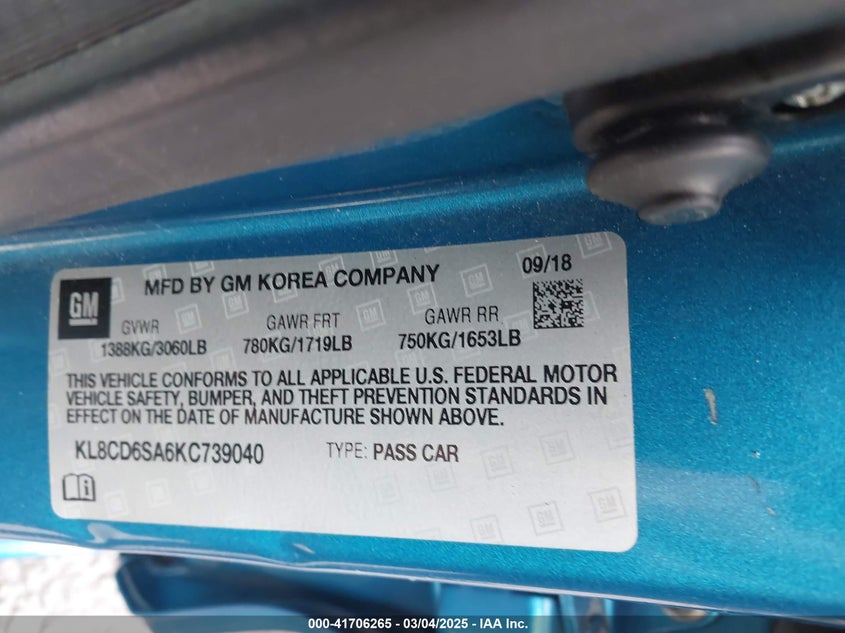 GM
MFD BY GM KOREA COMPANY
09/18
GVWR GAWR FRT GAWR RR
1388KG/3060LB 780KG/1719LB 750KG/1653LB
THIS VEHICLE CONFORMS TO ALL APPLICABLE U.S. FEDERAL MOTOR
VEHICLE SAFETY, BUMPER, AND THEFT PREVENTION STANDARDS IN
EFFECT ON THE DATE OF MANUFACTURE SHOWN ABOVE.
KL8CD6SA6KC739040 TYPE: PASS CAR
000-41706265 - 03/04/2025 - IAA Inc.